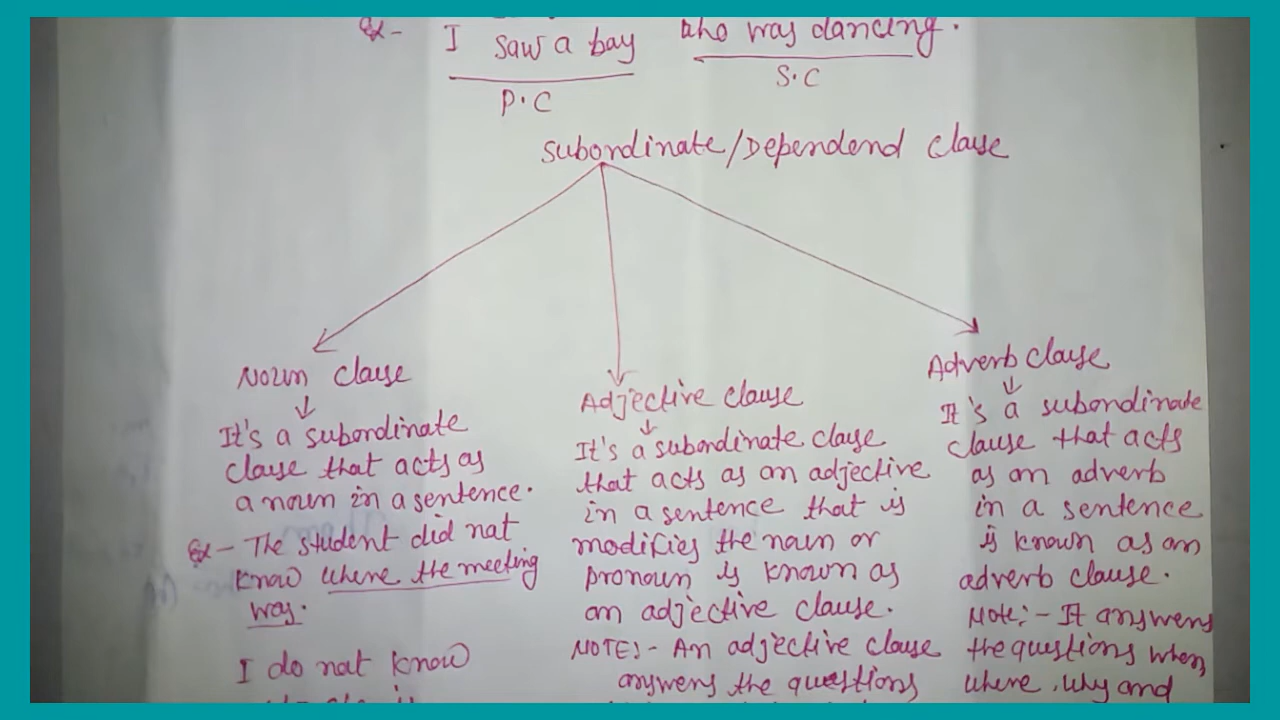 Ex- I saw a boy who was dancing.
P.C S.C
Subordinate/Dependend clause
Noun clause
It's a subordinate
clause that acts as
a noun in a sentence.
Ex- The student did not
know where the meeting
was.
I do not know
Adjective clause
It's a subordinate clause
that acts as an adjective
in a sentence that is
modifies the noun or
pronoun is known as
an adjective clause.
NOTE:- An adjective clause
answers the questions
Adverb clause
It's a subordinate
clause that acts
as an adverb
in a sentence
is known as an
adverb clause.
Note:- It answers
the questions when,
where, why and